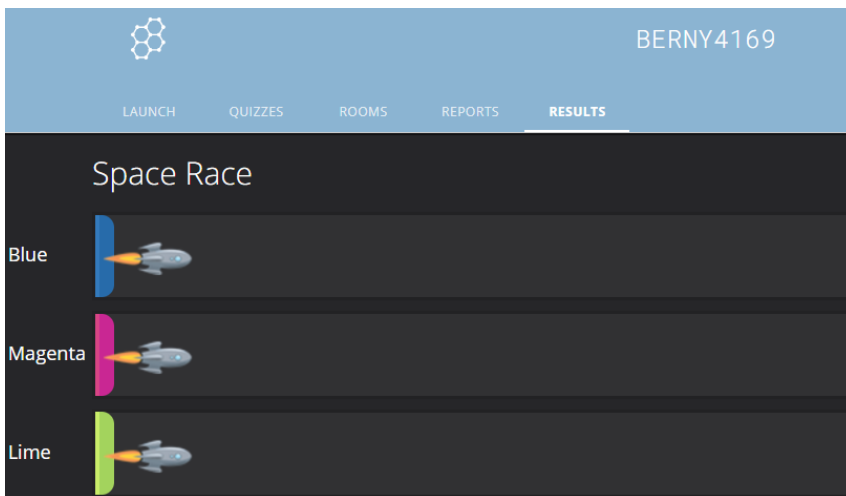 BERNY4169
LAUNCH QUIZZES ROOMS REPORTS RESULTS
Space Race
Blue
Magenta
Lime